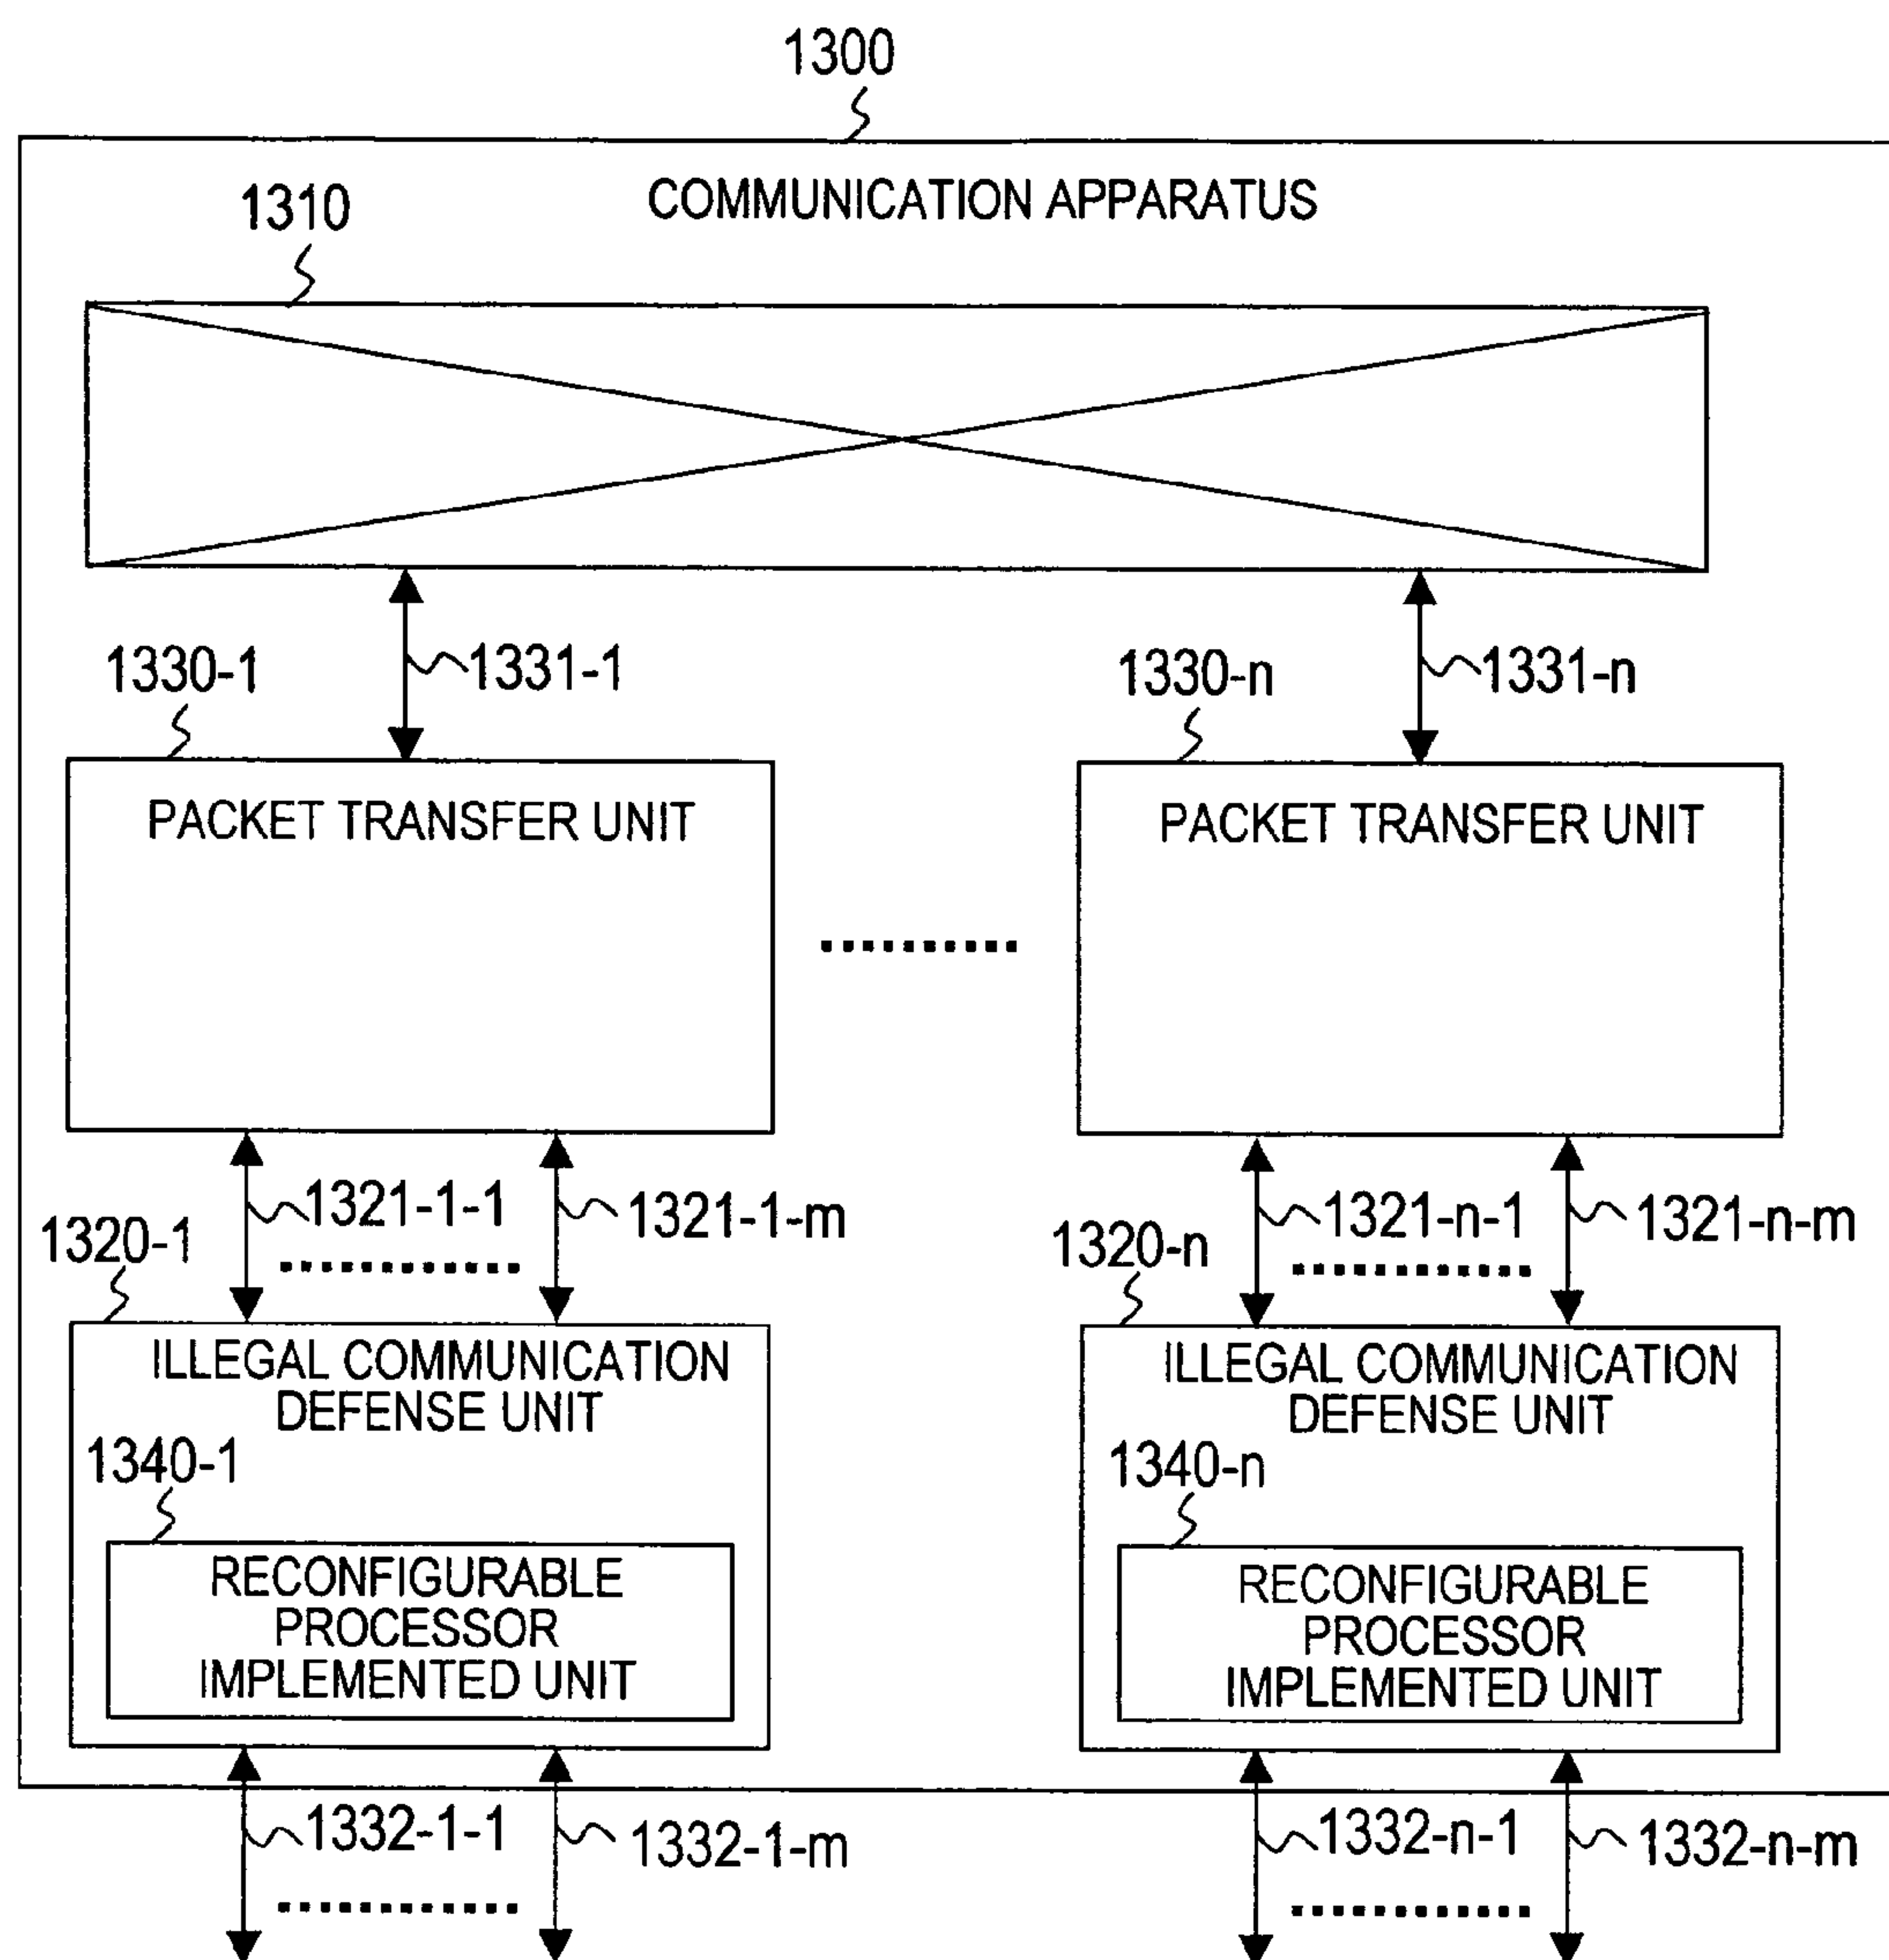 1300
COMMUNICATION APPARATUS
1310
1331-1
1331-n
1330-1
1330-n
PACKET TRANSFER UNIT
PACKET TRANSFER UNIT
1321-1-1
1321-1-m
1321-n-1
1321-n-m
1320-1
1320-n
ILLEGAL COMMUNICATION
DEFENSE UNIT
ILLEGAL COMMUNICATION
DEFENSE UNIT
1340-1
1340-n
RECONFIGURABLE
PROCESSOR
IMPLEMENTED UNIT
RECONFIGURABLE
PROCESSOR
IMPLEMENTED UNIT
1332-1-1
1332-1-m
1332-n-1
1332-n-m